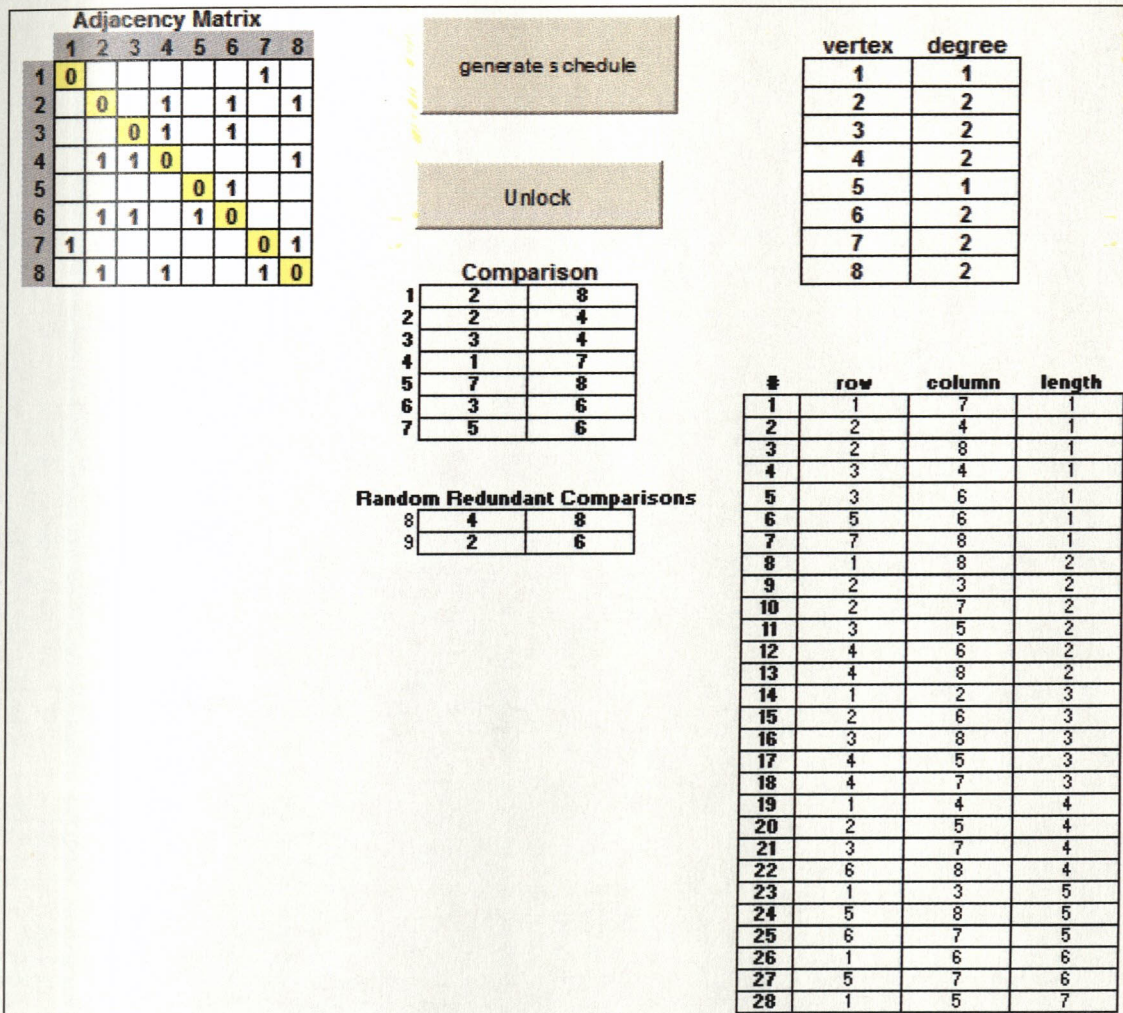 Adjacency Matrix
1 2 3 4 5 6 7 8
1 0 1
2 0 1 1 1
3 0 1 1
4 1 1 0 1
5 0 1
6 1 1 1 0
7 1 0 1
8 1 1 1 0
generate schedule
Unlock
Comparison
1 2 8
2 2 4
3 3 4
4 1 7
5 7 8
6 3 6
7 5 6
Random Redundant Comparisons
8 4 8
9 2 6
vertex degree
1 1
2 2
3 2
4 2
5 1
6 2
7 2
8 2
# row column length
1 1 7 1
2 2 4 1
3 2 8 1
4 3 4 1
5 3 6 1
6 5 6 1
7 7 8 1
8 1 8 2
9 2 3 2
10 2 7 2
11 3 5 2
12 4 6 2
13 4 8 2
14 1 2 3
15 2 6 3
16 3 8 3
17 4 5 3
18 4 7 3
19 1 4 4
20 2 5 4
21 3 7 4
22 6 8 4
23 1 3 5
24 5 8 5
25 6 7 5
26 1 6 6
27 5 7 6
28 1 5 7